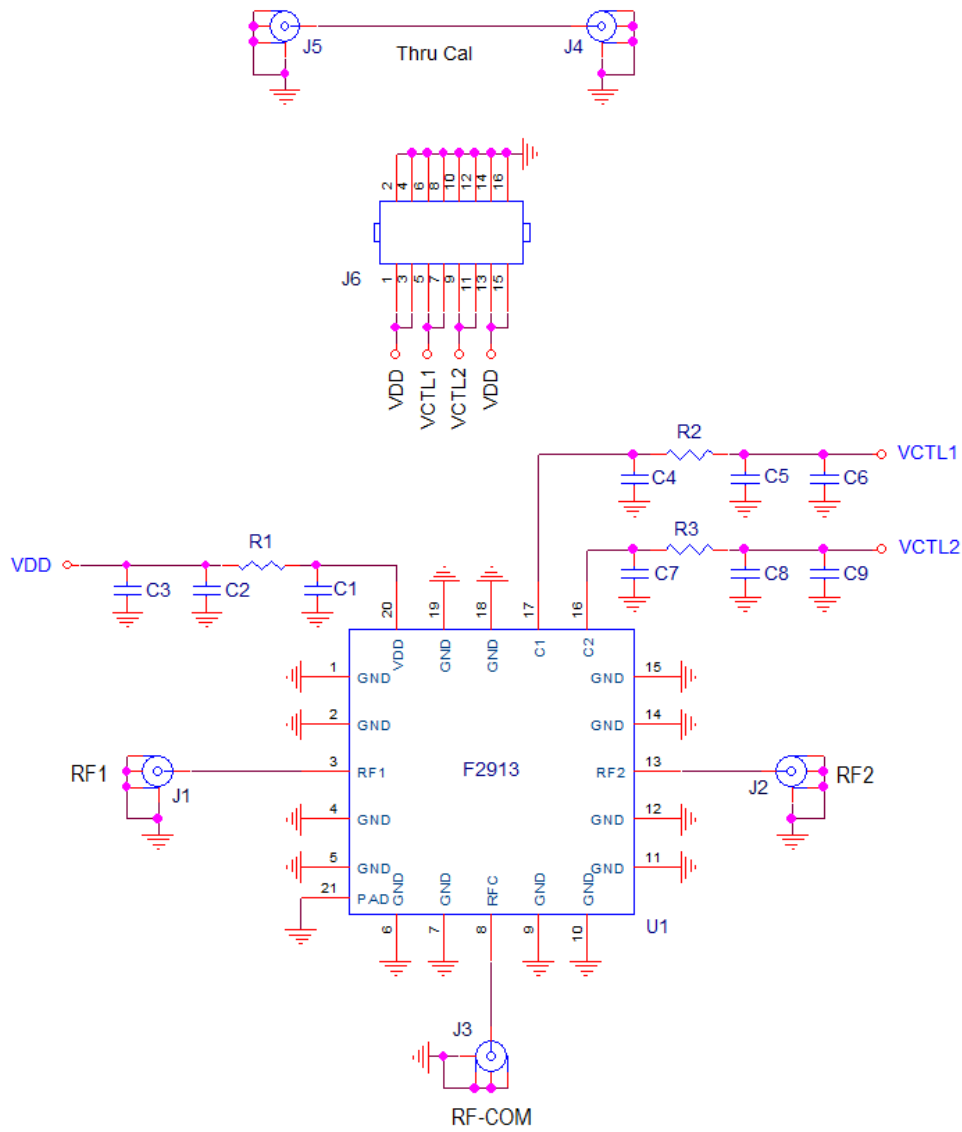 J5
J4
Thru Cal
2
4
6
8
10
12
14
16
J6
1
3
5
7
9
11
13
15
VDD
VCTL1
VCTL2
VDD
R2
VCTL1
C4
C5
C6
R1
R3
VDD
VCTL2
C3
C2
C1
C7
C8
C9
20
19
18
17
16
VDD
GND
GND
C1
C2
1
GND
GND
15
2
GND
GND
14
RF1
J1
3
RF1
F2913
RF2
13
J2
RF2
4
GND
GND
12
5
GND
GND
11
21
PAD
GND
GND
RFC
GND
GND
U1
6
7
8
9
10
J3
RF-COM